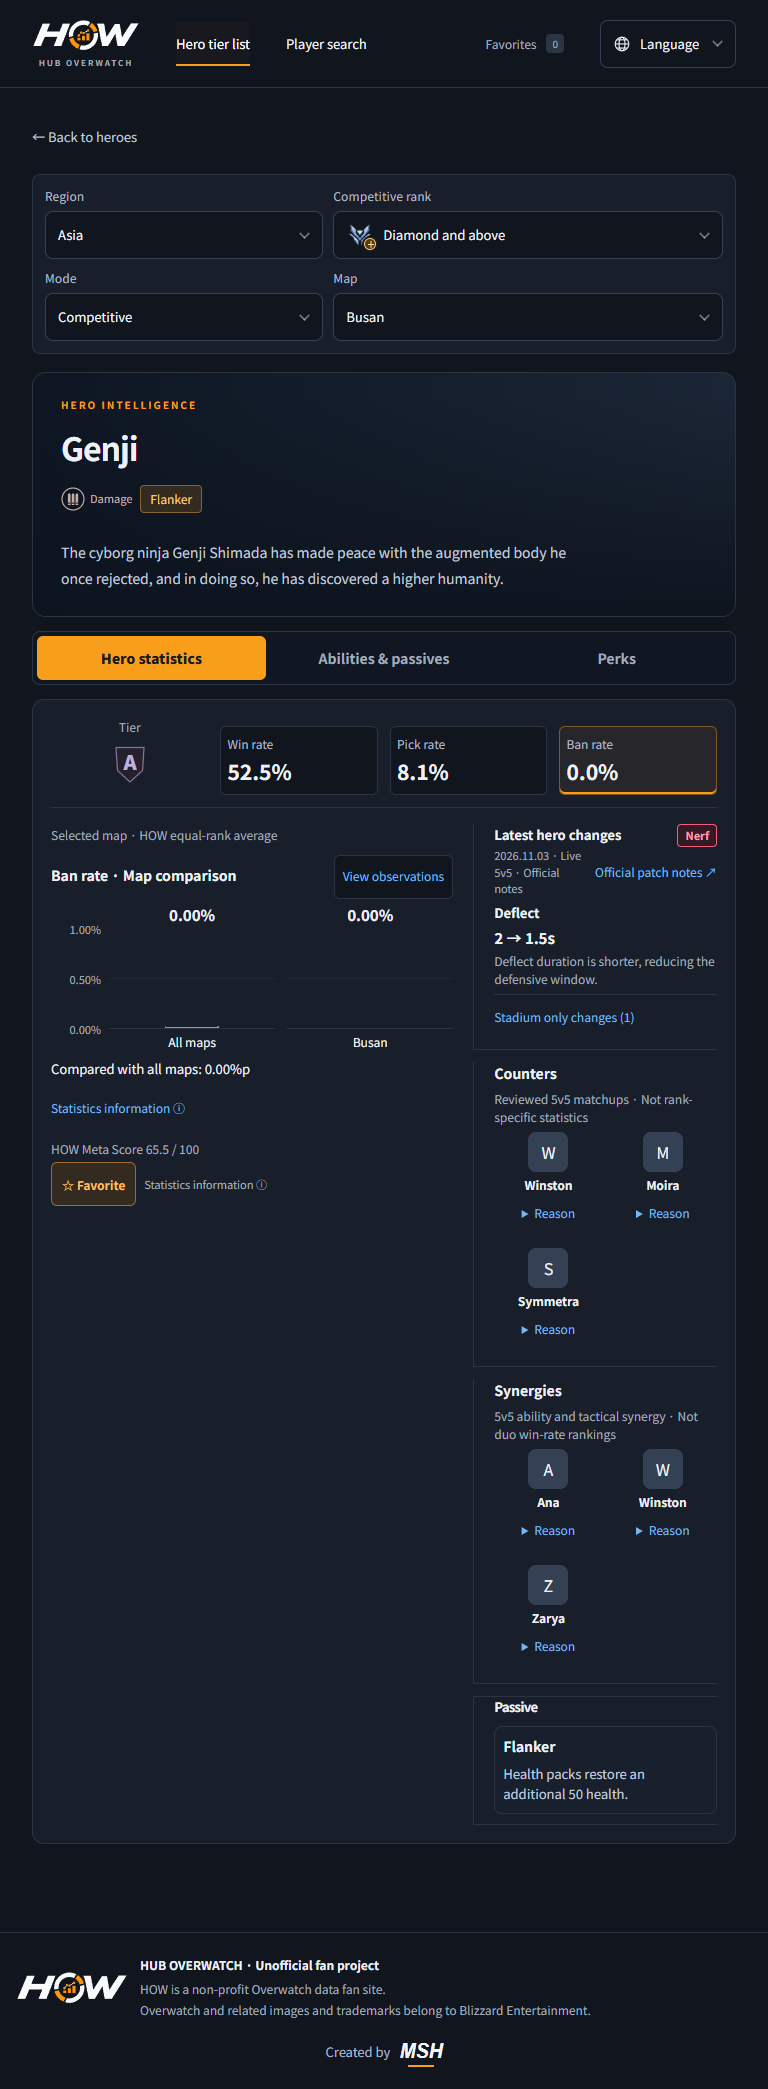 HOW
HUB OVERWATCH
Hero tier list
Player search
Favorites 0
Language
← Back to heroes
Region
Asia
Competitive rank
Diamond and above
Mode
Competitive
Map
Busan
HERO INTELLIGENCE
Genji
Damage
Flanker
The cyborg ninja Genji Shimada has made peace with the augmented body he
once rejected, and in doing so, he has discovered a higher humanity.
Hero statistics
Abilities & passives
Perks
Tier
A
Win rate
52.5%
Pick rate
8.1%
Ban rate
0.0%
Selected map · HOW equal-rank average
Ban rate · Map comparison
View observations
0.00%
0.00%
1.00%
0.50%
0.00%
All maps
Busan
Compared with all maps: 0.00%p
Statistics information ⓘ
HOW Meta Score 65.5 / 100
☆ Favorite
Statistics information ⓘ
Latest hero changes
Nerf
2026.11.03 · Live
5v5 · Official
notes
Official patch notes ↗
Deflect
2 → 1.5s
Deflect duration is shorter, reducing the
defensive window.
Stadium only changes (1)
Counters
Reviewed 5v5 matchups · Not rank-
specific statistics
W
Winston
▶ Reason
M
Moira
▶ Reason
S
Symmetra
▶ Reason
Synergies
5v5 ability and tactical synergy · Not
duo win-rate rankings
A
Ana
▶ Reason
W
Winston
▶ Reason
Z
Zarya
▶ Reason
Passive
Flanker
Health packs restore an
additional 50 health.
HOW
HUB OVERWATCH · Unofficial fan project
HOW is a non-profit Overwatch data fan site.
Overwatch and related images and trademarks belong to Blizzard Entertainment.
Created by MSH